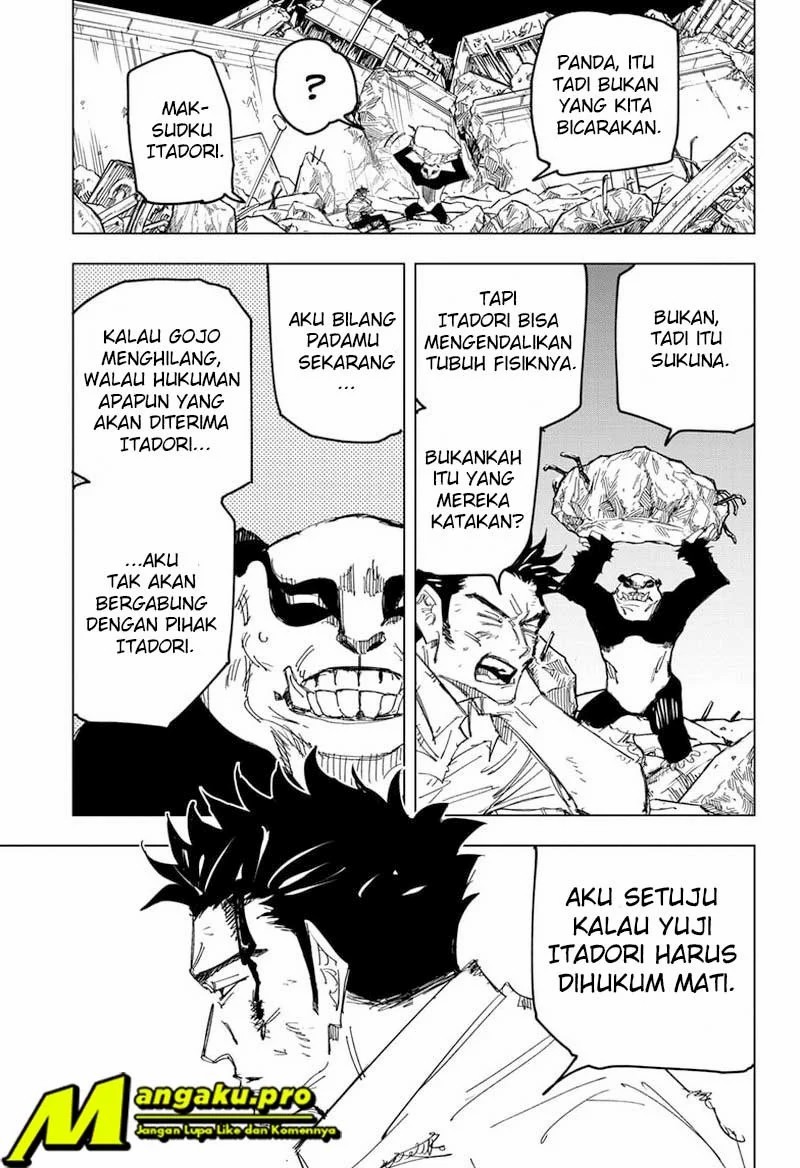 PANDA, ITU
TADI BUKAN
YANG KITA
BICARAKAN.
?
MAK-
SUDKU
ITADORI.
BUKAN,
TADI ITU
SUKUNA.
TAPI
ITADORI BISA
MENGENDALIKAN
TUBUH FISIKNYA.
BUKANKAH
ITU YANG
MEREKA
KATAKAN?
AKU BILANG
PADAMU
SEKARANG
...
KALAU GOJO
MENGHILANG,
WALAU HUKUMAN
APAPUN YANG
AKAN DITERIMA
ITADORI...
...AKU
TAK AKAN
BERGABUNG
DENGAN PIHAK
ITADORI.
AKU SETUJU
KALAU YUJI
ITADORI HARUS
DIHUKUM MATI.
Mangaku.pro
Jangan Lupa Like dan Komennya